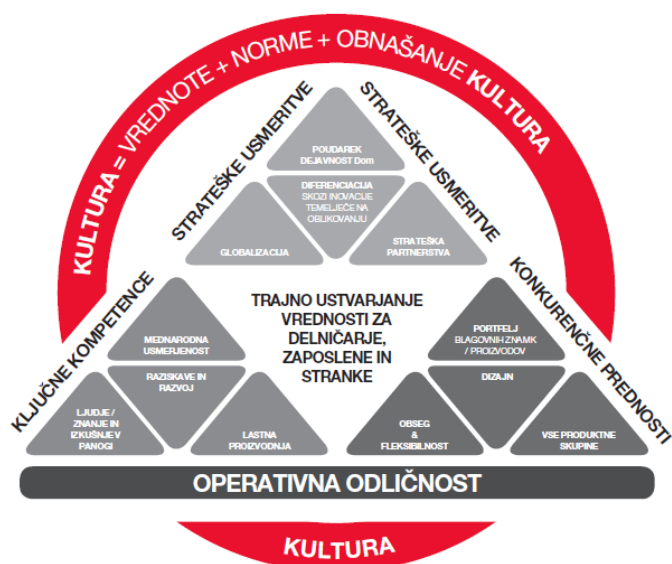 KULTURA = VREDNOTE + NORME + OBNAŠANJE KULTURA
STRATEŠKE USMERITVE
STRATEŠKE USMERITVE
POUDAREK
DEJAVNOST Dom
DIFERENCIACIJA
SKOZI INOVACIJE
TEMELJEČE NA
OBLIKOVANJU
GLOBALIZACIJA
STRATEŠKA
PARTNERSTVA
KLJUČNE KOMPETENCE
MEDNARODNA
USMERJENOST
RAZISKAVE IN
RAZVOJ
LJUDJE /
ZNANJE IN
IZKUŠNJE V
PANOGI
LASTNA
PROIZVODNJA
TRAJNO USTVARJANJE
VREDNOSTI ZA
DELNIČARJE,
ZAPOSLENE IN
STRANKE
KONKURENČNE PREDNOSTI
PORTFELJ
BLAGOVNIH ZNAMK
/ PROIZVODOV
DIZAJN
OBSEG
&
FLEKSIBILNOST
VSE PRODUKTNE
SKUPINE
OPERATIVNA ODLIČNOST
KULTURA